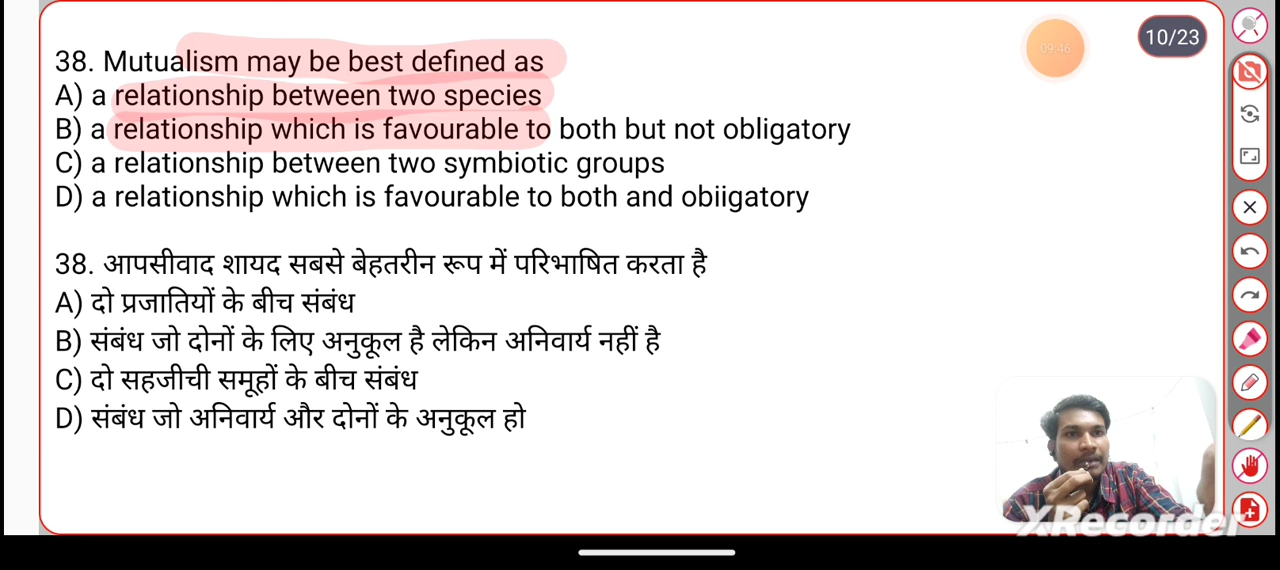 10/23
09:46
38. Mutualism may be best defined as
A) a relationship between two species
B) a relationship which is favourable to both but not obligatory
C) a relationship between two symbiotic groups
D) a relationship which is favourable to both and obiigatory
38. आपसीवाद शायद सबसे बेहतरीन रूप में परिभाषित करता है
A) दो प्रजातियों के बीच संबंध
B) संबंध जो दोनों के लिए अनुकूल है लेकिन अनिवार्य नहीं है
C) दो सहजीची समूहों के बीच संबंध
D) संबंध जो अनिवार्य और दोनों के अनुकूल हो
XRecorder